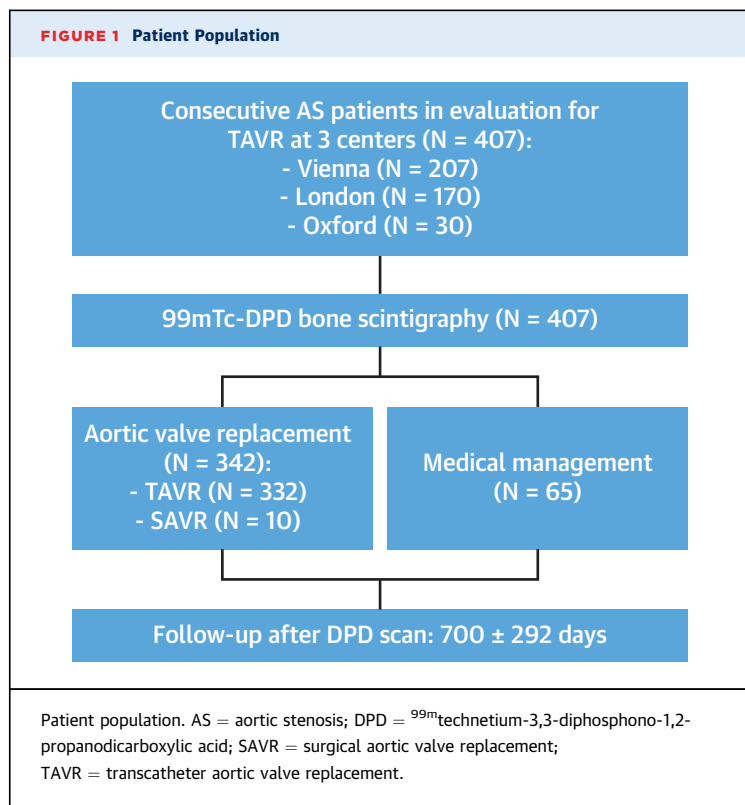 FIGURE 1 Patient Population
Consecutive AS patients in evaluation for
TAVR at 3 centers (N = 407):
- Vienna (N = 207)
- London (N = 170)
- Oxford (N = 30)
99mTc-DPD bone scintigraphy (N = 407)
Aortic valve replacement
(N = 342):
- TAVR (N = 332)
- SAVR (N = 10)
Medical management
(N = 65)
Follow-up after DPD scan: 700 ± 292 days
Patient population. AS = aortic stenosis; DPD = 99mtechnetium-3,3-diphosphono-1,2-
propanodicarboxylic acid; SAVR = surgical aortic valve replacement;
TAVR = transcatheter aortic valve replacement.